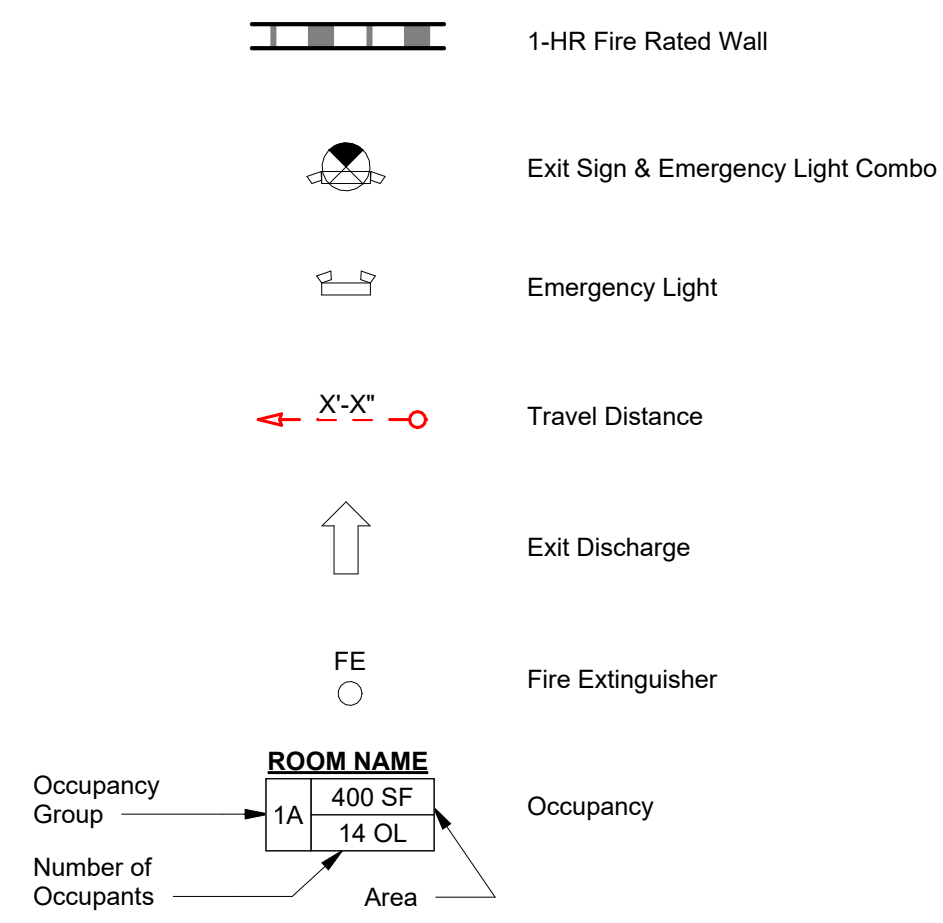 1-HR Fire Rated Wall
Exit Sign & Emergency Light Combo
Emergency Light
X'-X"
Travel Distance
Exit Discharge
FE
Fire Extinguisher
ROOM NAME
Occupancy
Group
1A
400 SF
14 OL
Occupancy
Number of
Occupants
Area